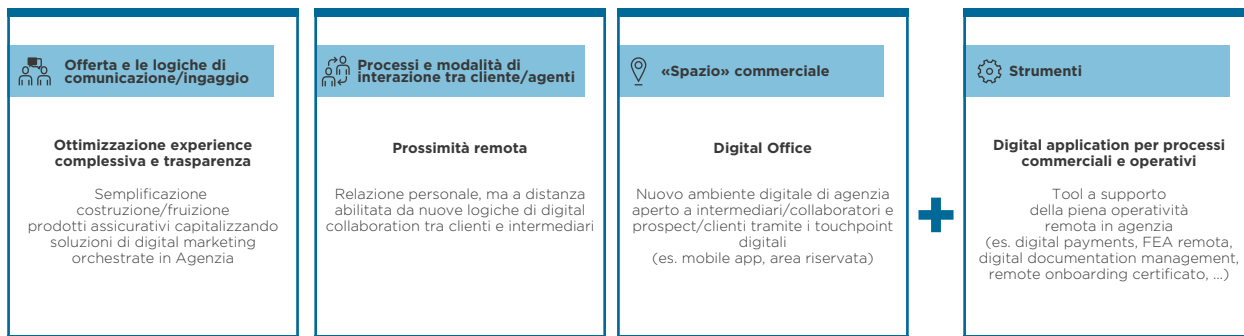 Offerta e le logiche di
comunicazione/ingaggio
Ottimizzazione experience
complessiva e trasparenza
Semplificazione
costruzione/fruizione
prodotti assicurativi capitalizzando
soluzioni di digital marketing
orchestrate in Agenzia
Processi e modalità di
interazione tra cliente/agenti
Prossimità remota
Relazione personale, ma a distanza
abilitata da nuove logiche di digital
collaboration tra clienti e intermediari
«Spazio» commerciale
Digital Office
Nuovo ambiente digitale di agenzia
aperto a intermediari/collaboratori e
prospect/clienti tramite i touchpoint
digitali
(es. mobile app, area riservata)
Strumenti
Digital application per processi
commerciali e operativi
Tool a supporto
della piena operatività
remota in agenzia
(es. digital payments, FEA remota,
digital documentation management,
remote onboarding certificato, ...)